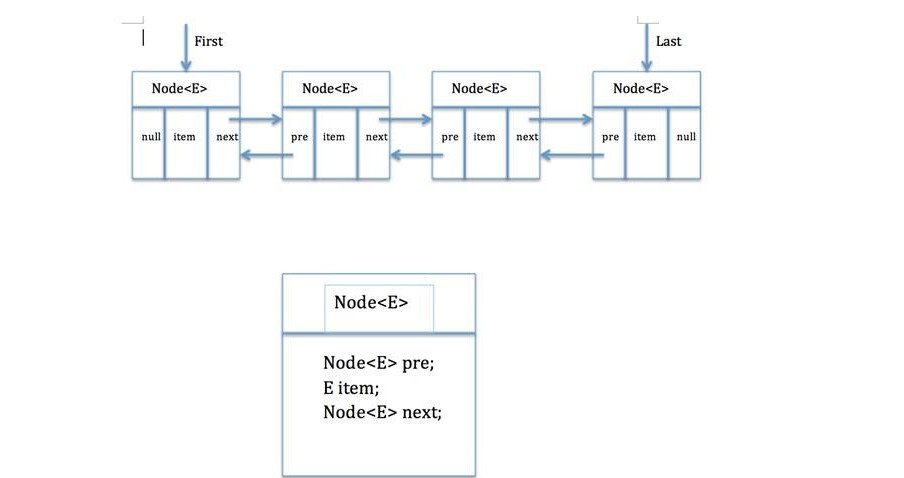 First
Last
Node<E>
Node<E>
Node<E>
Node<E>
null item next
pre item next
pre item next
pre item null
Node<E>
Node<E> pre;
E item;
Node<E> next;